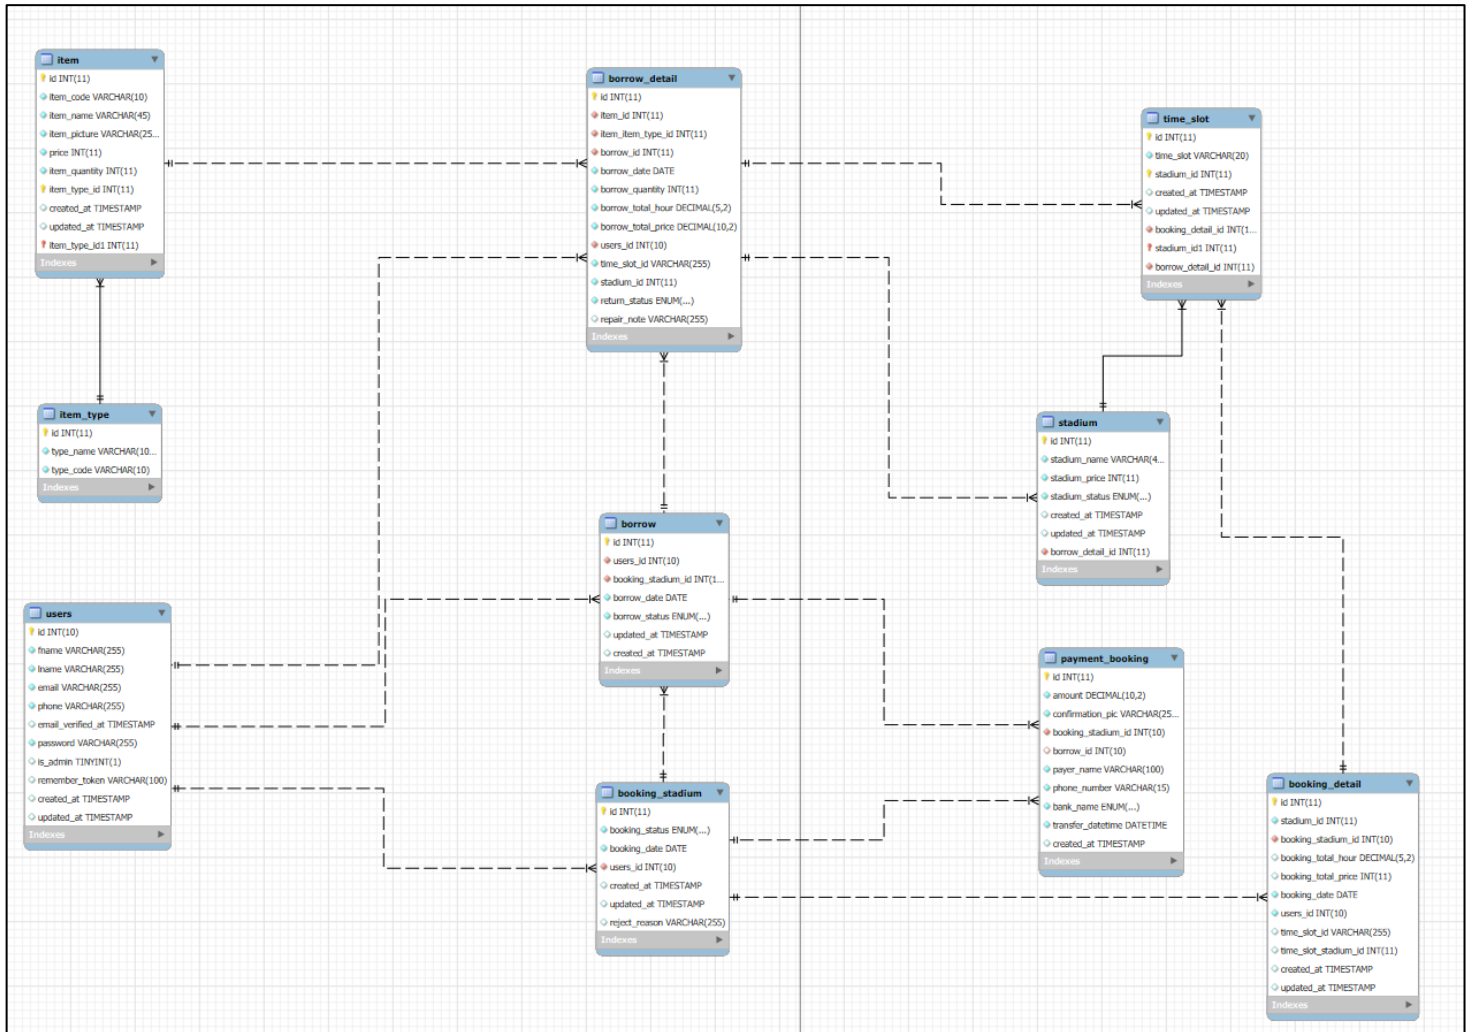 item
id INT(11)
item_code VARCHAR(10)
item_name VARCHAR(45)
item_picture VARCHAR(25...
price INT(11)
item_quantity INT(11)
item_type_id INT(11)
created_at TIMESTAMP
updated_at TIMESTAMP
item_type_id1 INT(11)
Indexes
item_type
id INT(11)
type_name VARCHAR(10...
type_code VARCHAR(10)
Indexes
users
id INT(10)
fname VARCHAR(255)
lname VARCHAR(255)
email VARCHAR(255)
phone VARCHAR(255)
email_verified_at TIMESTAMP
password VARCHAR(255)
is_admin TINYINT(1)
remember_token VARCHAR(100)
created_at TIMESTAMP
updated_at TIMESTAMP
Indexes
borrow_detail
id INT(11)
item_id INT(11)
item_item_type_id INT(11)
borrow_id INT(11)
borrow_date DATE
borrow_quantity INT(11)
borrow_total_hour DECIMAL(5,2)
borrow_total_price DECIMAL(10,2)
users_id INT(10)
time_slot_id VARCHAR(255)
stadium_id INT(11)
return_status ENUM(...)
repair_note VARCHAR(255)
Indexes
borrow
id INT(11)
users_id INT(10)
booking_stadium_id INT(1...
borrow_date DATE
borrow_status ENUM(...)
updated_at TIMESTAMP
created_at TIMESTAMP
Indexes
booking_stadium
id INT(11)
booking_status ENUM(...)
booking_date DATE
users_id INT(10)
created_at TIMESTAMP
updated_at TIMESTAMP
reject_reason VARCHAR(255)
Indexes
time_slot
id INT(11)
time_slot VARCHAR(20)
stadium_id INT(11)
created_at TIMESTAMP
updated_at TIMESTAMP
booking_detail_id INT(1...
stadium_id1 INT(11)
borrow_detail_id INT(11)
Indexes
stadium
id INT(11)
stadium_name VARCHAR(4...
stadium_price INT(11)
stadium_status ENUM(...)
created_at TIMESTAMP
updated_at TIMESTAMP
borrow_detail_id INT(11)
Indexes
payment_booking
id INT(11)
amount DECIMAL(10,2)
confirmation_pic VARCHAR(25...
booking_stadium_id INT(10)
borrow_id INT(10)
payer_name VARCHAR(100)
phone_number VARCHAR(15)
bank_name ENUM(...)
transfer_datetime DATETIME
created_at TIMESTAMP
Indexes
booking_detail
id INT(11)
stadium_id INT(11)
booking_stadium_id INT(10)
booking_total_hour DECIMAL(5,2)
booking_total_price INT(11)
booking_date DATE
users_id INT(10)
time_slot_id VARCHAR(255)
time_slot_stadium_id INT(11)
created_at TIMESTAMP
updated_at TIMESTAMP
Indexes